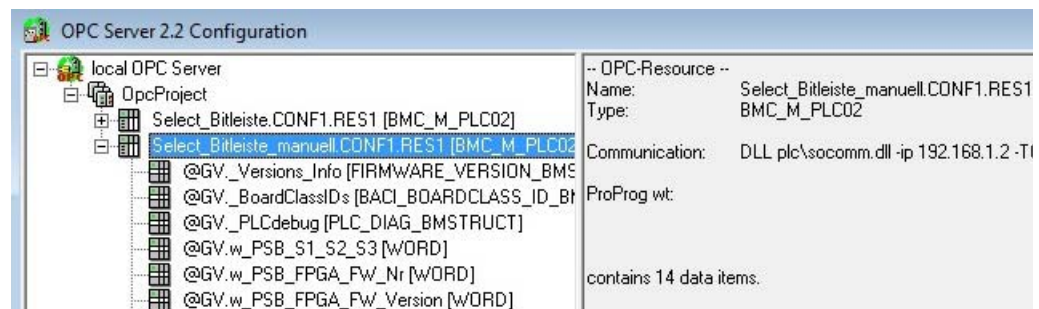 OPC Server 2.2 Configuration
local OPC Server
OpcProject
Select_Bitleiste.CONF1.RES1 [BMC_M_PLC02]
Select_Bitleiste_manuell.CONF1.RES1 [BMC_M_PLC02
@GV._Versions_Info [FIRMWARE_VERSION_BMS
@GV._BoardClassIDs [BACI_BOARDCLASS_ID_BM
@GV._PLCdebug [PLC_DIAG_BMSTRUCT]
@GV.w_PSB_S1_S2_S3 [WORD]
@GV.w_PSB_FPGA_FW_Nr [WORD]
@GV.w_PSB_FPGA_FW_Version [WORD]
-- OPC-Resource --
Name: Select_Bitleiste_manuell.CONF1.RES1
Type: BMC_M_PLC02
Communication: DLL plc\socomm.dll -ip 192.168.1.2 -T
ProProg wt:
contains 14 data items.